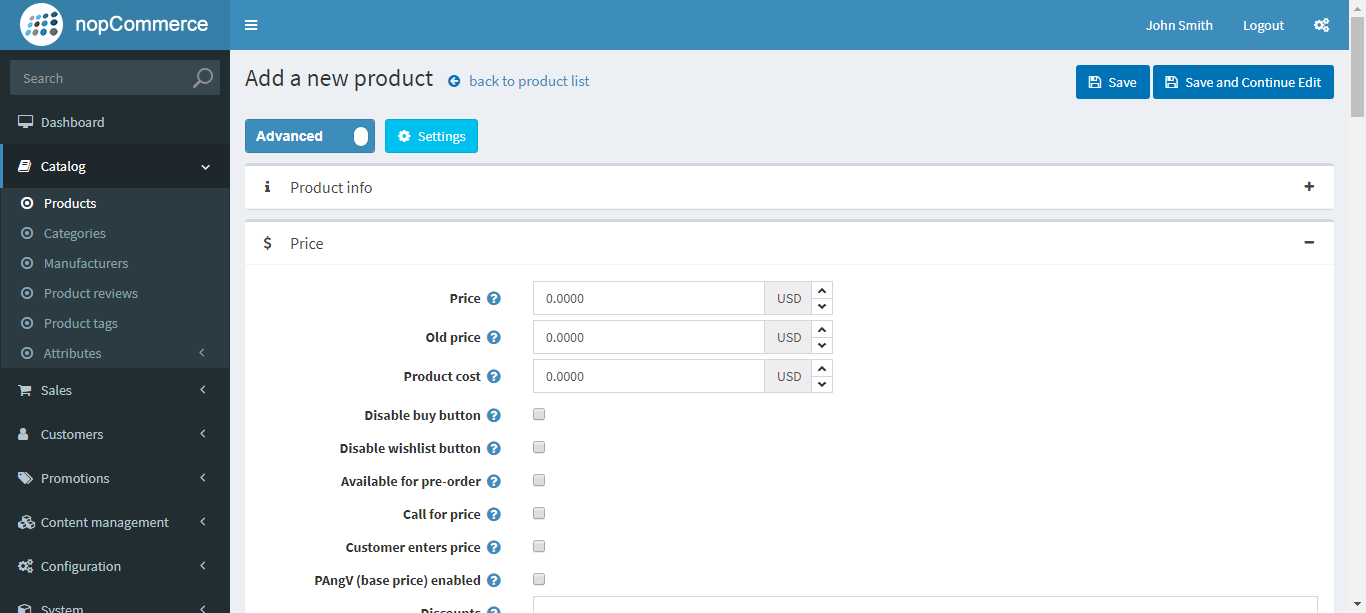 nopCommerce
John Smith Logout
Search
Dashboard
Catalog
Products
Categories
Manufacturers
Product reviews
Product tags
Attributes
Sales
Customers
Promotions
Content management
Configuration
System
Add a new product back to product list
Save Save and Continue Edit
Advanced Settings
Product info
$ Price
Price ? 0.0000 USD
Old price ? 0.0000 USD
Product cost ? 0.0000 USD
Disable buy button ?
Disable wishlist button ?
Available for pre-order ?
Call for price ?
Customer enters price ?
PAngV (base price) enabled ?
Discounts ?